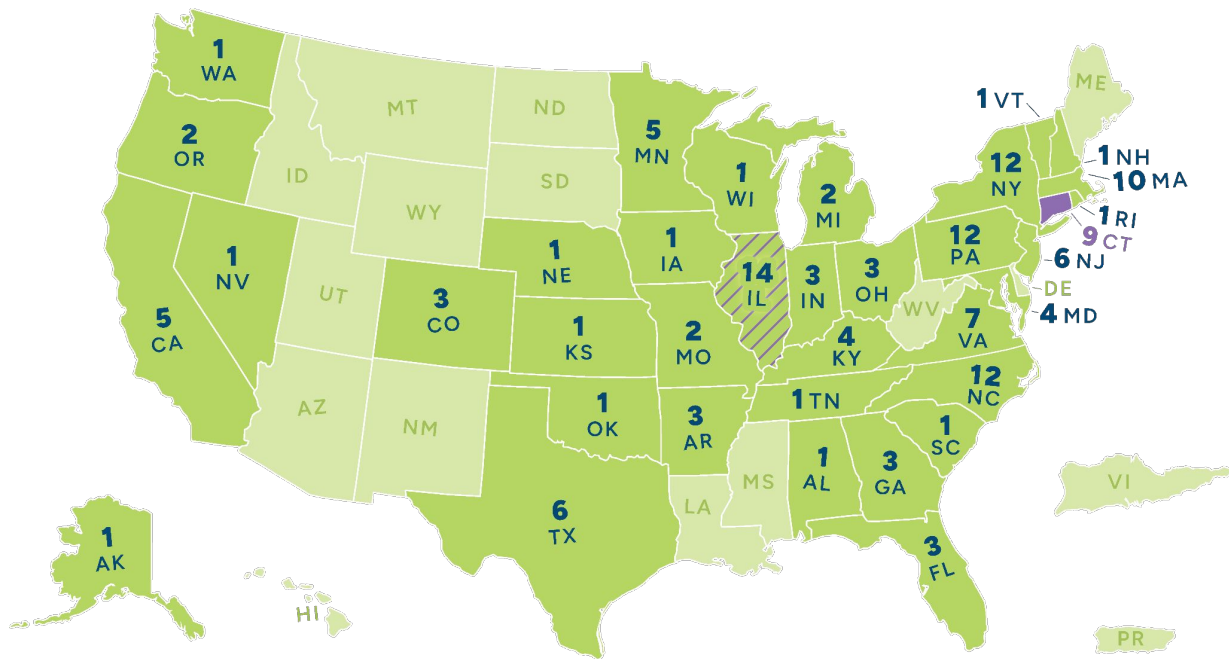 1
WA
2
OR
5
CA
1
NV
ID
MT
WY
UT
AZ
3
CO
NM
ND
SD
1
NE
1
KS
1
OK
6
TX
5
MN
1
IA
2
MO
3
AR
LA
1
WI
14
IL
2
MI
3
IN
3
OH
4
KY
1 TN
MS
1
AL
3
GA
3
FL
1
SC
12
NC
7
VA
WV
12
PA
12
NY
1 VT
ME
1 NH
10 MA
1 RI
9 CT
6 NJ
DE
4 MD
1
AK
HI
VI
PR